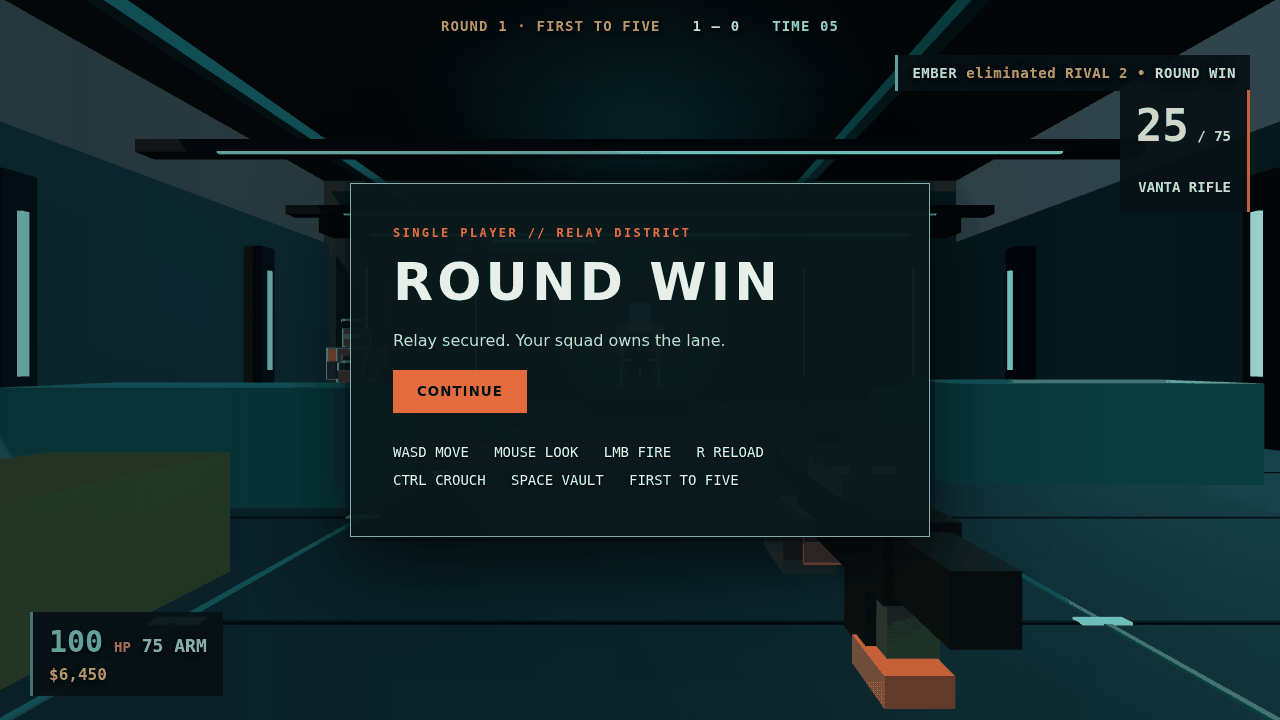 ROUND 1 · FIRST TO FIVE 1 — 0 TIME 05
EMBER eliminated RIVAL 2 • ROUND WIN
25 / 75
VANTA RIFLE
SINGLE PLAYER // RELAY DISTRICT
ROUND WIN
Relay secured. Your squad owns the lane.
CONTINUE
WASD MOVE MOUSE LOOK LMB FIRE R RELOAD
CTRL CROUCH SPACE VAULT FIRST TO FIVE
100 HP 75 ARM
$6,450